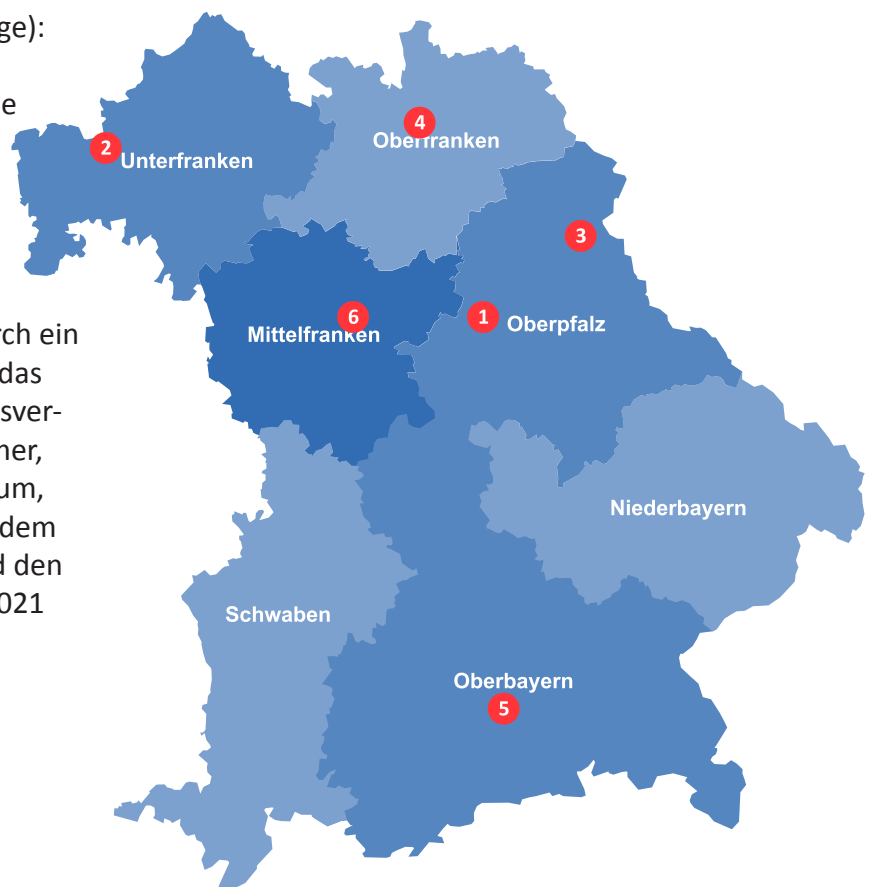 ge):
e
rch ein
das
sver-
ner,
um,
dem
d den
021
4
Oberfranken
2
Unterfranken
3
6
Mittelfranken
1
Oberpfalz
Niederbayern
Schwaben
Oberbayern
5